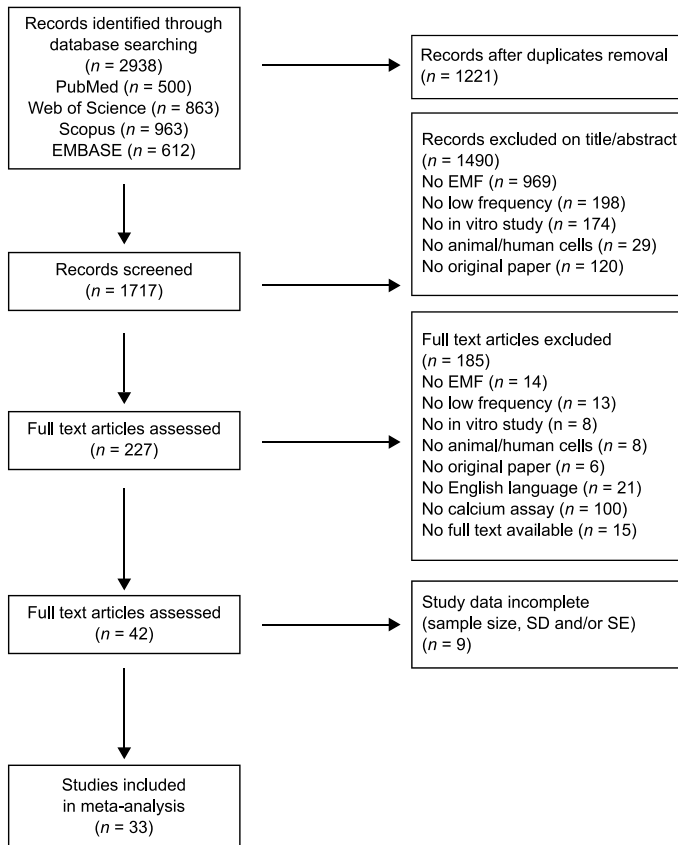 Records identified through
database searching
(n = 2938)
PubMed (n = 500)
Web of Science (n = 863)
Scopus (n = 963)
EMBASE (n = 612)
Records after duplicates removal
(n = 1221)
Records excluded on title/abstract
(n = 1490)
No EMF (n = 969)
No low frequency (n = 198)
No in vitro study (n = 174)
No animal/human cells (n = 29)
No original paper (n = 120)
Records screened
(n = 1717)
Full text articles excluded
(n = 185)
No EMF (n = 14)
No low frequency (n = 13)
No in vitro study (n = 8)
No animal/human cells (n = 8)
No original paper (n = 6)
No English language (n = 21)
No calcium assay (n = 100)
No full text available (n = 15)
Full text articles assessed
(n = 227)
Full text articles assessed
(n = 42)
Study data incomplete
(sample size, SD and/or SE)
(n = 9)
Studies included
in meta-analysis
(n = 33)